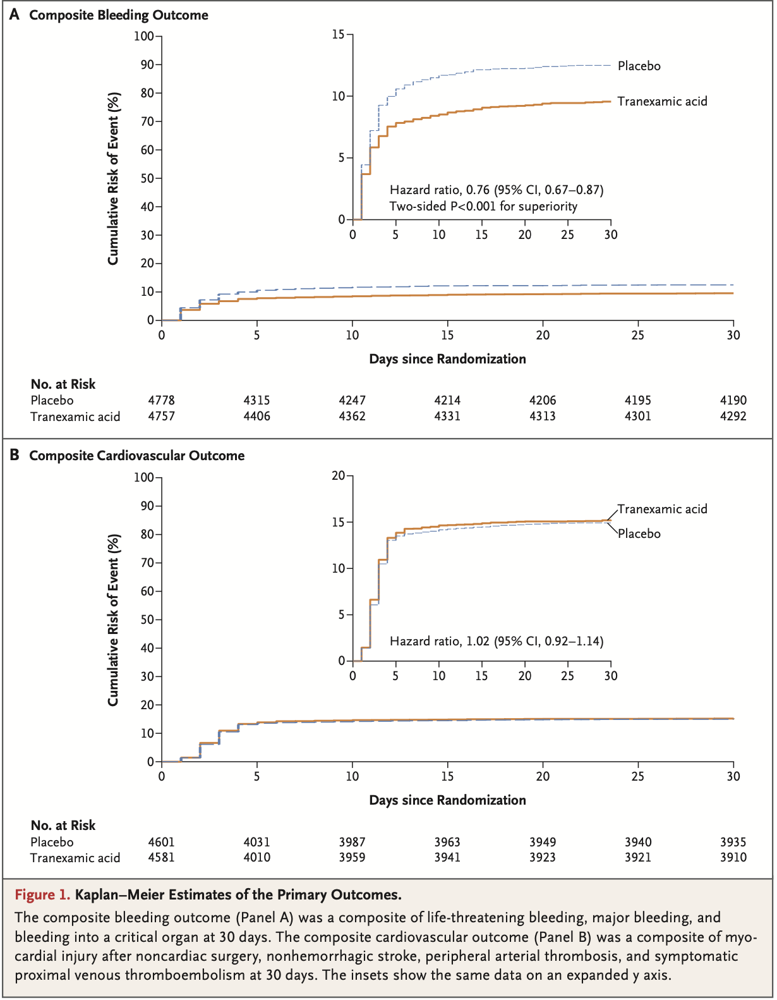 A Composite Bleeding Outcome
100
90
80
70
60
50
40
30
20
10
0
Cumulative Risk of Event (%)
15
10
5
0
0 5 10 15 20 25 30
Placebo
Tranexamic acid
Hazard ratio, 0.76 (95% CI, 0.67–0.87)
Two-sided P<0.001 for superiority
0 5 10 15 20 25 30
Days since Randomization
No. at Risk
Placebo 4778 4315 4247 4214 4206 4195 4190
Tranexamic acid 4757 4406 4362 4331 4313 4301 4292
B Composite Cardiovascular Outcome
100
90
80
70
60
50
40
30
20
10
0
Cumulative Risk of Event (%)
20
15
10
5
0
0 5 10 15 20 25 30
Tranexamic acid
Placebo
Hazard ratio, 1.02 (95% CI, 0.92–1.14)
0 5 10 15 20 25 30
Days since Randomization
No. at Risk
Placebo 4601 4031 3987 3963 3949 3940 3935
Tranexamic acid 4581 4010 3959 3941 3923 3921 3910
Figure 1. Kaplan–Meier Estimates of the Primary Outcomes.
The composite bleeding outcome (Panel A) was a composite of life-threatening bleeding, major bleeding, and
bleeding into a critical organ at 30 days. The composite cardiovascular outcome (Panel B) was a composite of myo-
cardial injury after noncardiac surgery, nonhemorrhagic stroke, peripheral arterial thrombosis, and symptomatic
proximal venous thromboembolism at 30 days. The insets show the same data on an expanded y axis.